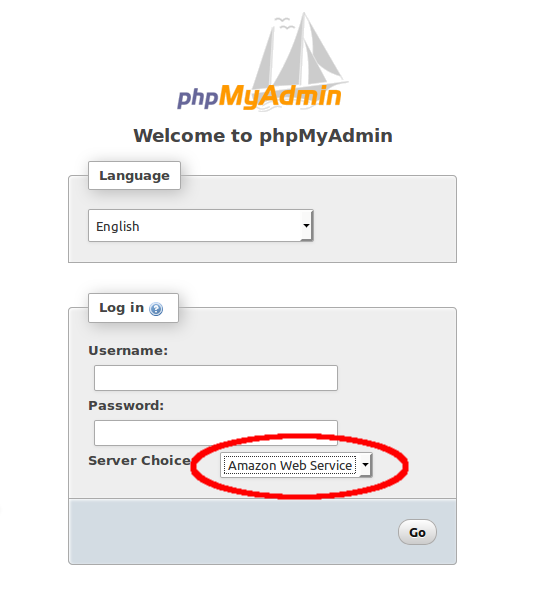 phpMyAdmin
Welcome to phpMyAdmin
Language
English
Log in
Username:
Password:
Server Choice
Amazon Web Service
Go